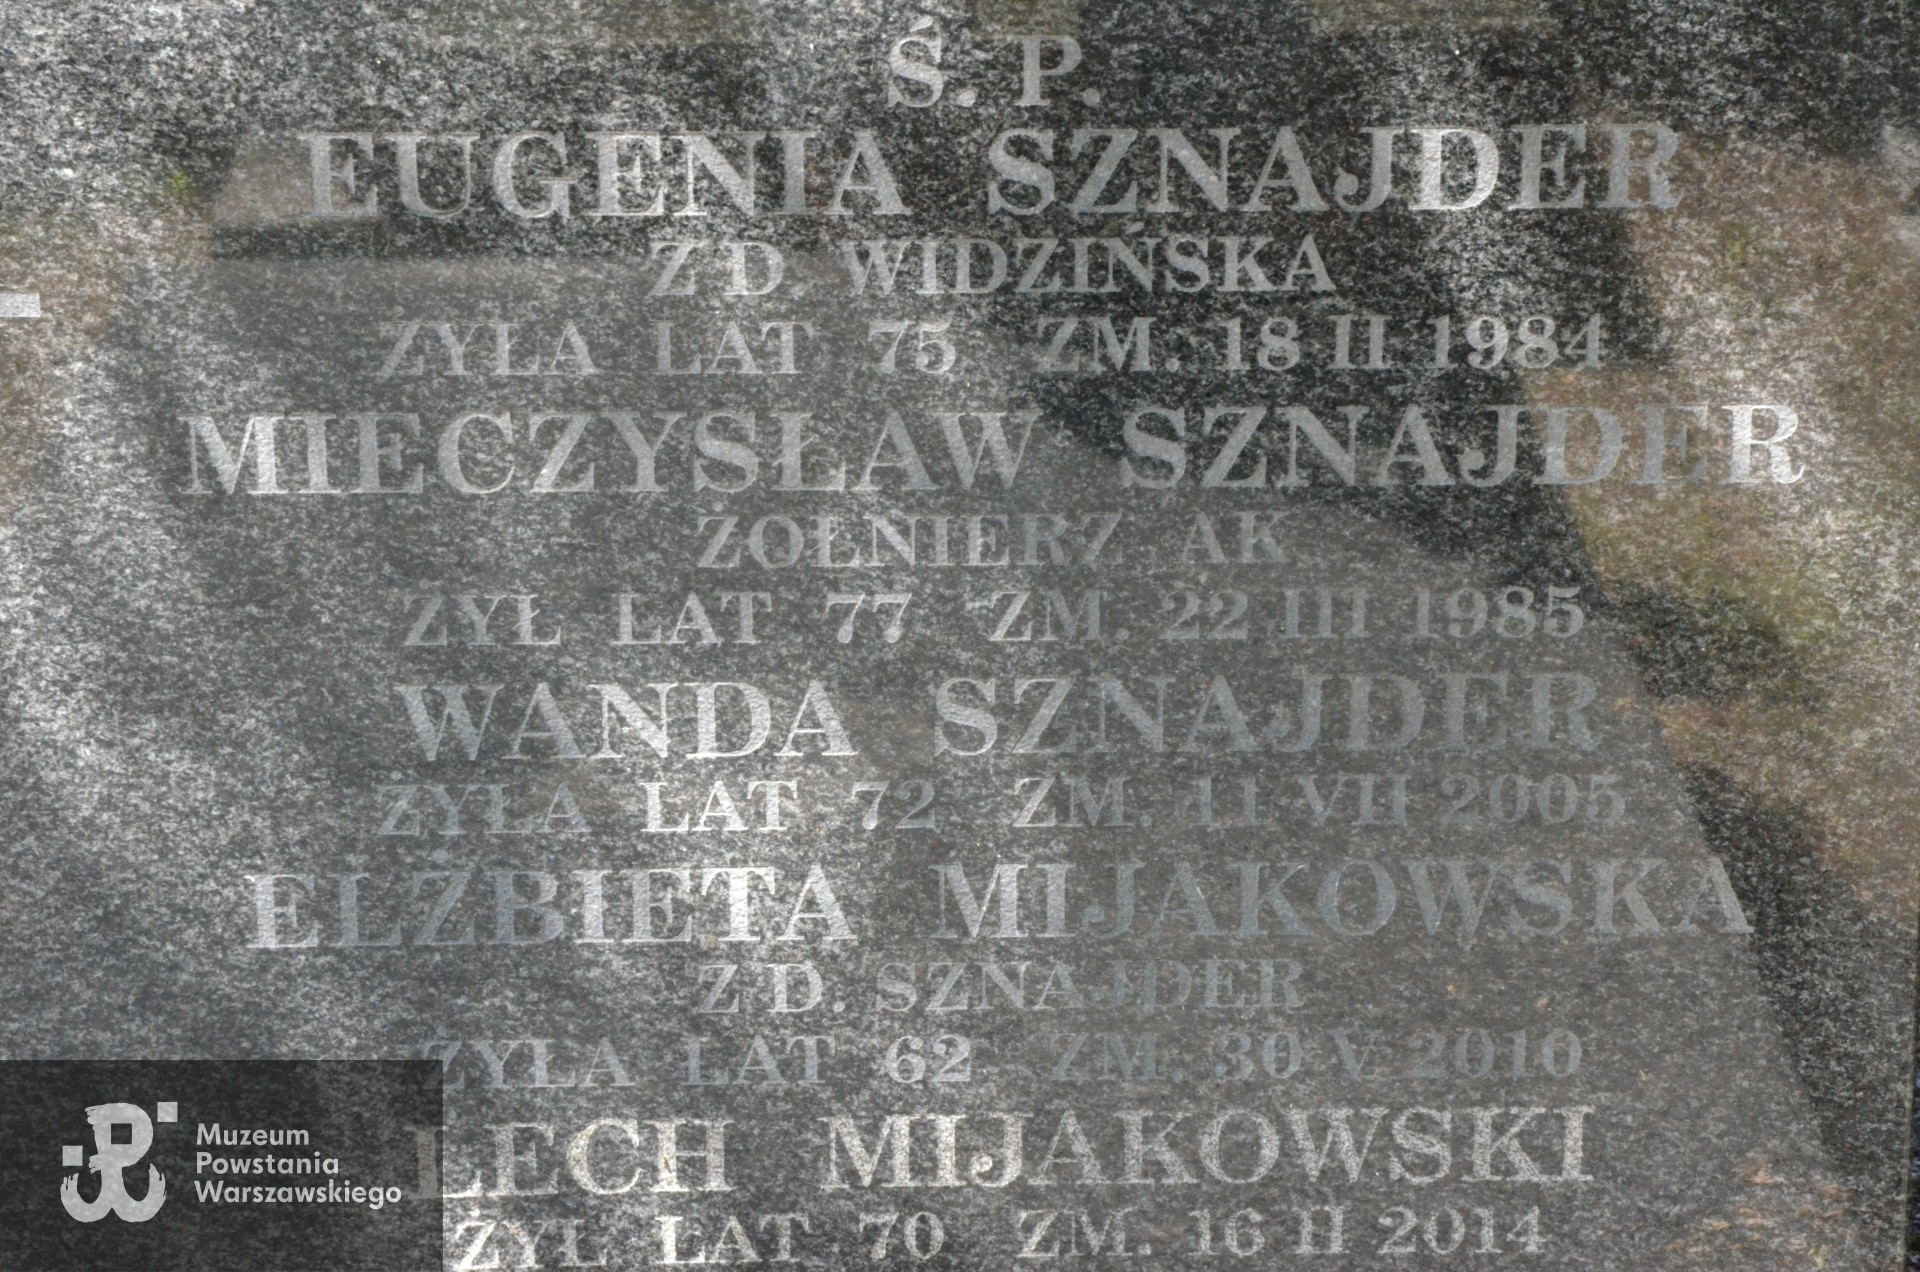 Ś. P.
EUGENIA SZNAJDER
Z D. WIDZIŃSKA
ŻYŁA LAT 75 ZM. 18 II 1984
MIECZYSŁAW SZNAJDER
ŻOŁNIERZ AK
ŻYŁ LAT 77 ZM. 22 III 1985
WANDA SZNAJDER
ŻYŁA LAT 72 ZM. 11 VII 2005
ELŻBIETA MIJAKOWSKA
Z D. SZNAJDER
ŻYŁA LAT 62 ZM. 30 V 2010
LECH MIJAKOWSKI
ŻYŁ LAT 70 ZM. 16 II 2014
Muzeum
Powstania
Warszawskiego